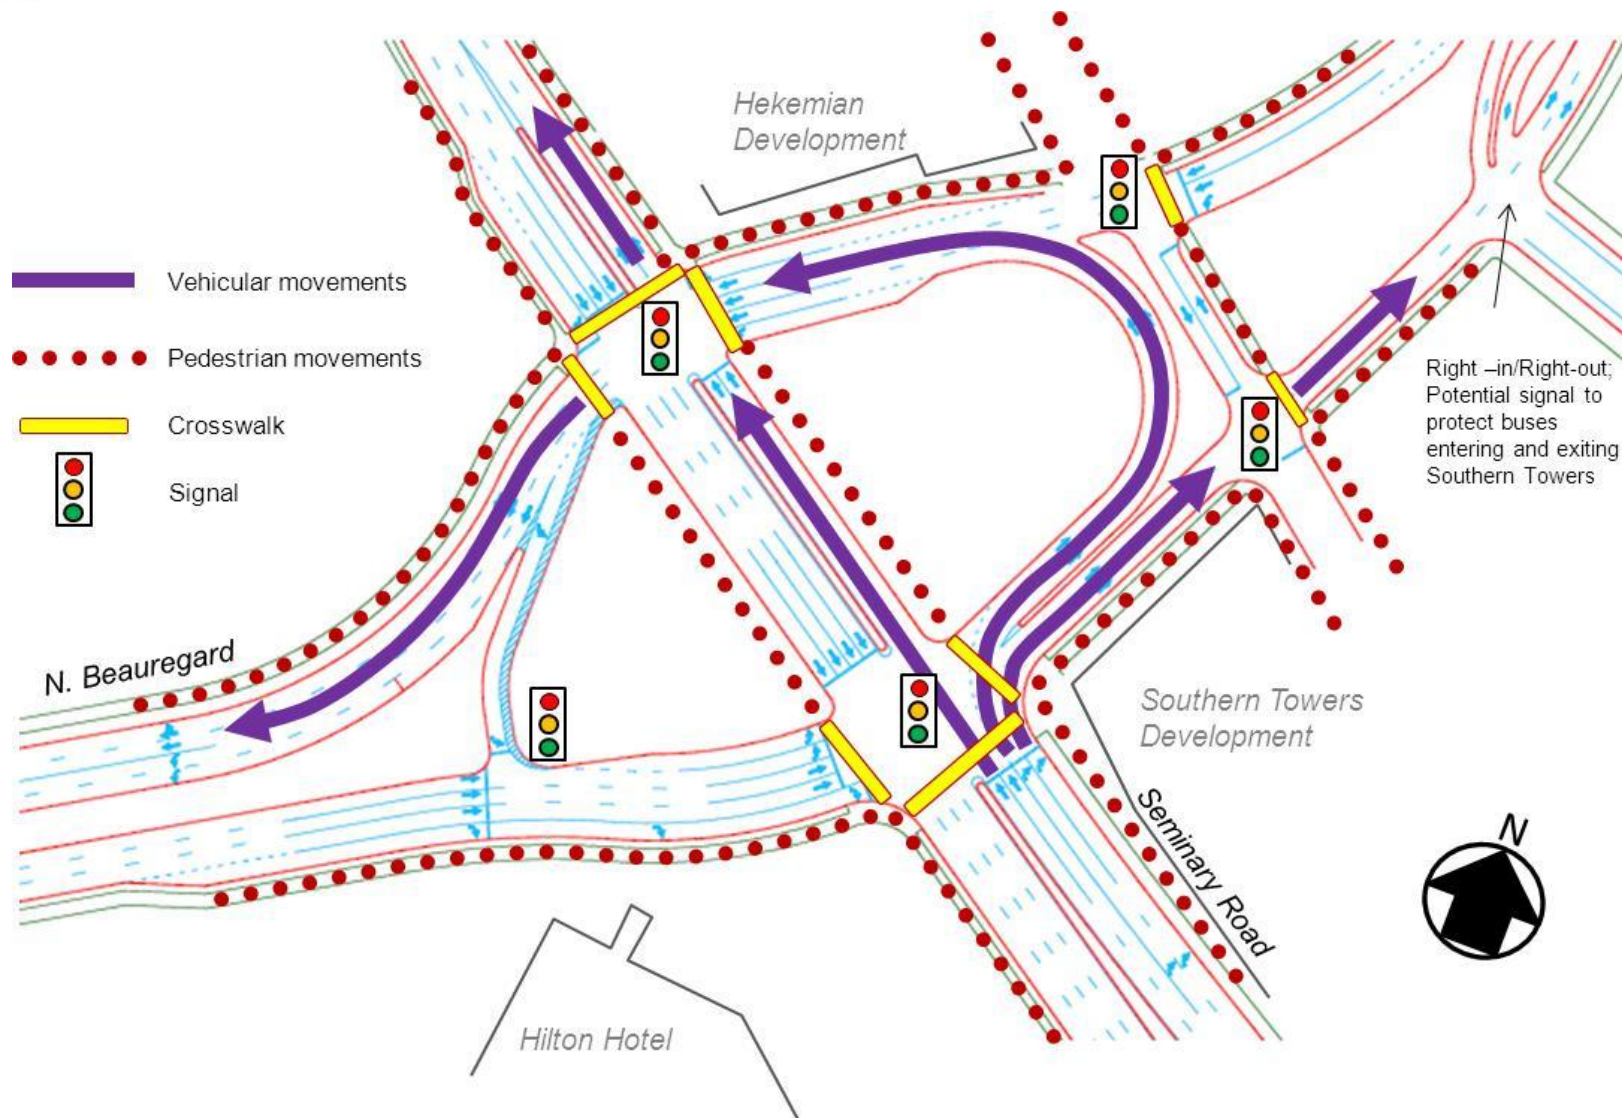 Hekemian
Development
Vehicular movements
Pedestrian movements
Crosswalk
Signal
Right –in/Right-out;
Potential signal to
protect buses
entering and exiting
Southern Towers
N. Beauregard
Southern Towers
Development
Seminary Road
N
Hilton Hotel